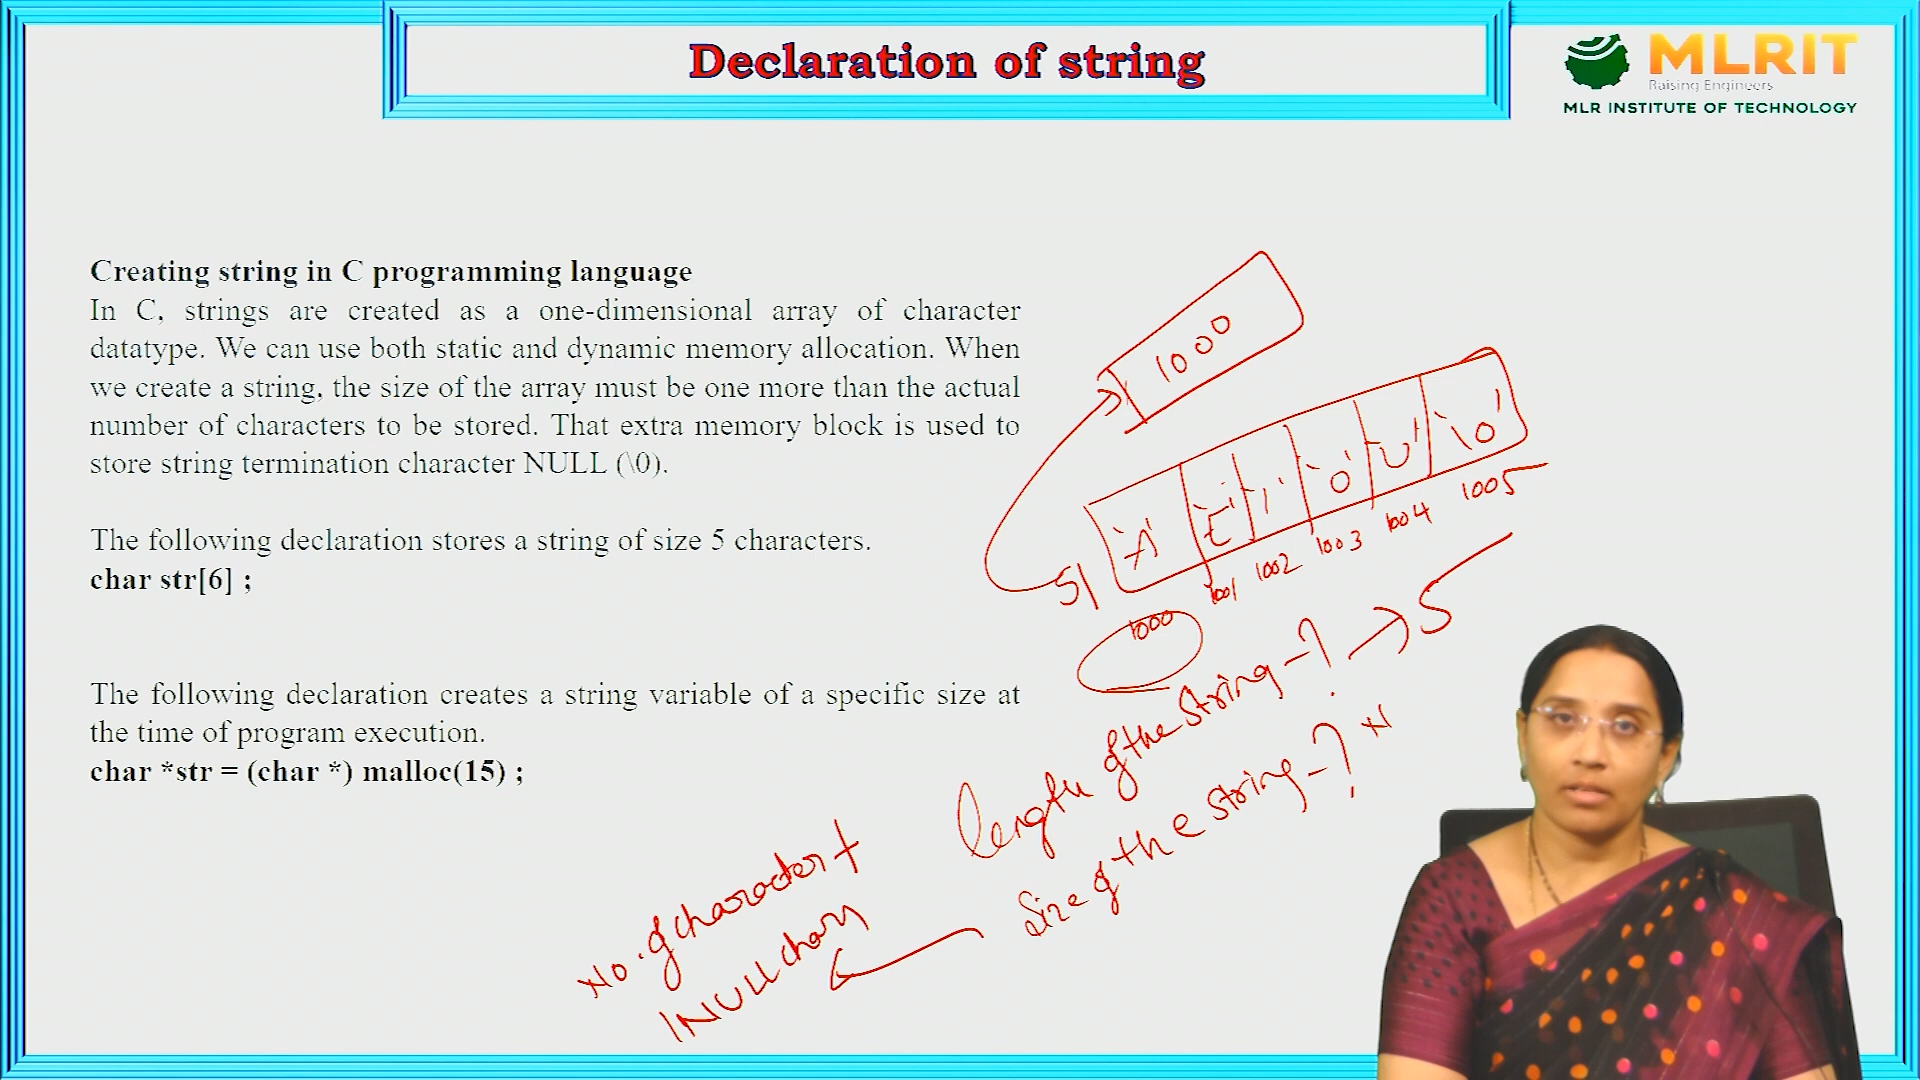 Declaration of string
MLRIT
Raising Engineers
MLR INSTITUTE OF TECHNOLOGY
Creating string in C programming language
In C, strings are created as a one-dimensional array of character
datatype. We can use both static and dynamic memory allocation. When
we create a string, the size of the array must be one more than the actual
number of characters to be stored. That extra memory block is used to
store string termination character NULL (\0).
The following declaration stores a string of size 5 characters.
char str[6] ;
The following declaration creates a string variable of a specific size at
the time of program execution.
char *str = (char *) malloc(15) ;
1000
'A' 'E' 'I' 'O' 'U' '\0'
S1
1000 1001 1002 1003 1004 1005
length of the string - ? → 5
size of the string - ?
No. of character +
NULL char